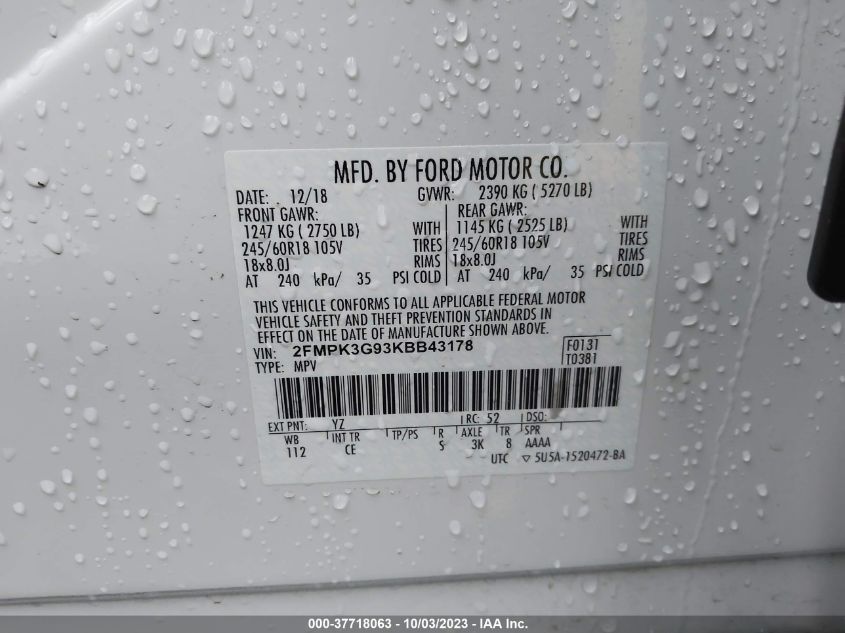 MFD. BY FORD MOTOR CO.
DATE: 12/18 GVWR: 2390 KG ( 5270 LB)
FRONT GAWR: REAR GAWR:
1247 KG ( 2750 LB) WITH 1145 KG ( 2525 LB) WITH
245/60R18 105V TIRES 245/60R18 105V TIRES
18x8.0J RIMS 18x8.0J RIMS
AT 240 kPa/ 35 PSI COLD AT 240 kPa/ 35 PSI COLD
THIS VEHICLE CONFORMS TO ALL APPLICABLE FEDERAL MOTOR
VEHICLE SAFETY AND THEFT PREVENTION STANDARDS IN
EFFECT ON THE DATE OF MANUFACTURE SHOWN ABOVE.
VIN: 2FMPK3G93KBB43178 F0131
TYPE: MPV T0381
EXT PNT: YZ RC: 52 DSO:
WB INT TR TP/PS R AXLE TR SPR
112 CE S 3K 8 AAAA
UTC ▽ 5U5A-1520472-BA
000-37718063 - 10/03/2023 - IAA Inc.